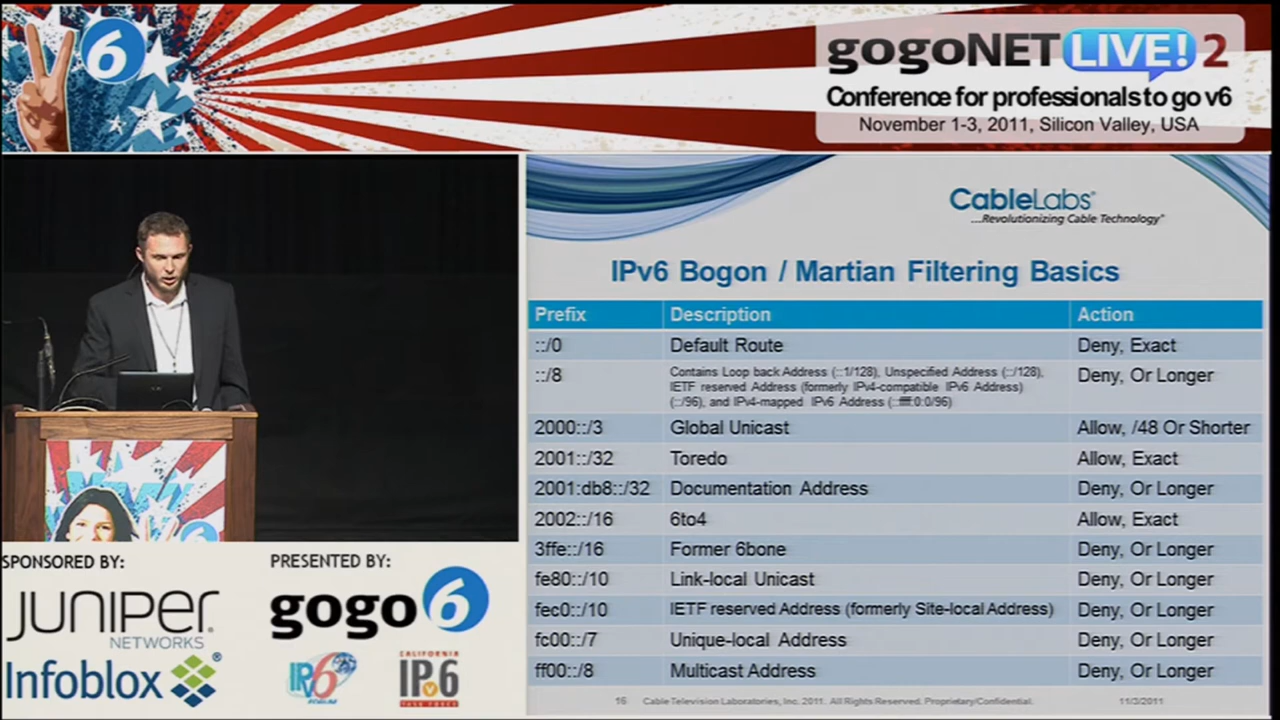 6
gogoNET LIVE! 2
Conference for professionals to go v6
November 1-3, 2011, Silicon Valley, USA
CableLabs®
...Revolutionizing Cable Technology®
IPv6 Bogon / Martian Filtering Basics
Prefix Description Action
::/0 Default Route Deny, Exact
::/8 Contains Loop back Address (::1/128), Unspecified Address (::/128), Deny, Or Longer
IETF reserved Address (formerly IPv4-compatible IPv6 Address)
(::/96), and IPv4-mapped IPv6 Address (::ffff:0:0/96)
2000::/3 Global Unicast Allow, /48 Or Shorter
2001::/32 Toredo Allow, Exact
2001:db8::/32 Documentation Address Deny, Or Longer
2002::/16 6to4 Allow, Exact
3ffe::/16 Former 6bone Deny, Or Longer
fe80::/10 Link-local Unicast Deny, Or Longer
fec0::/10 IETF reserved Address (formerly Site-local Address) Deny, Or Longer
fc00::/7 Unique-local Address Deny, Or Longer
ff00::/8 Multicast Address Deny, Or Longer
16 Cable Television Laboratories, Inc. 2011. All Rights Reserved. Proprietary/Confidential. 11/3/2011
SPONSORED BY:
JUNIPER
NETWORKS
Infoblox®
PRESENTED BY:
gogo6
IPv6
FORUM
CALIFORNIA
IPv6
TASK FORCE